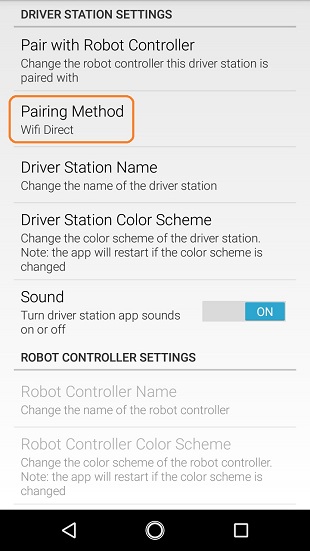 DRIVER STATION SETTINGS
Pair with Robot Controller
Change the robot controller this driver station is
paired with
Pairing Method
Wifi Direct
Driver Station Name
Change the name of the driver station
Driver Station Color Scheme
Change the color scheme of the driver station.
Note: the app will restart if the color scheme is
changed
Sound
Turn driver station app sounds
on or off
ON
ROBOT CONTROLLER SETTINGS
Robot Controller Name
Change the name of the robot controller
Robot Controller Color Scheme
Change the color scheme of the robot controller.
Note: the app will restart if the color scheme is
changed